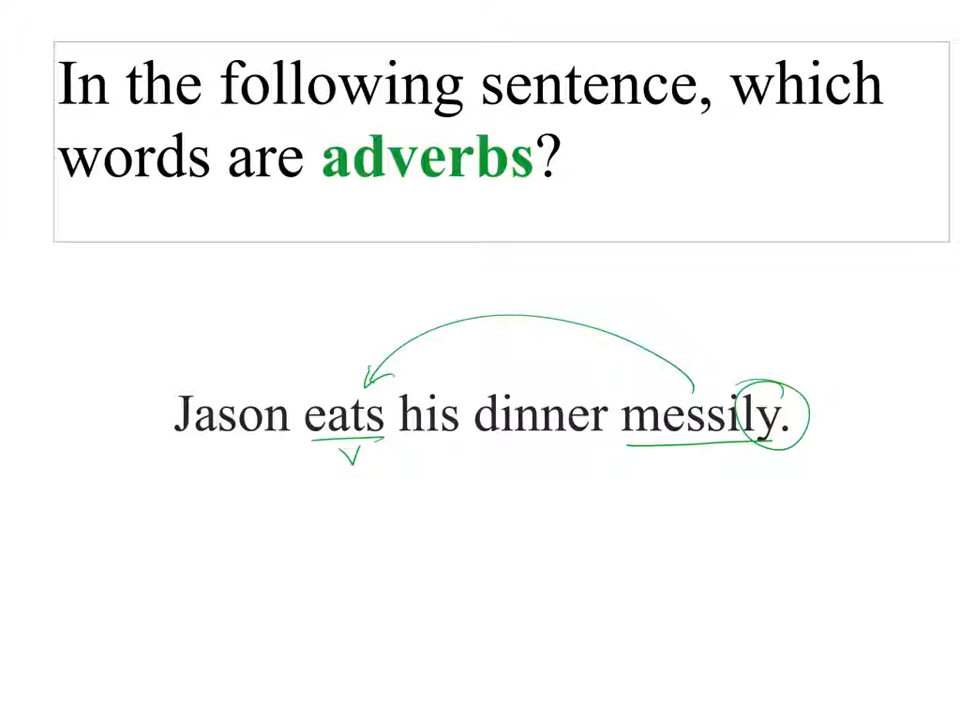 In the following sentence, which
words are adverbs?
Jason eats his dinner messily.
V